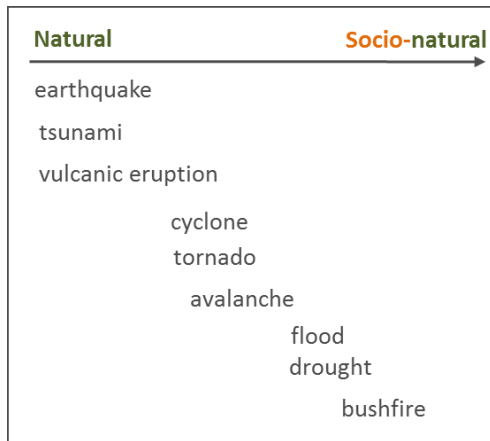 Natural Socio-natural
earthquake
tsunami
vulcanic eruption
cyclone
tornado
avalanche
flood
drought
bushfire